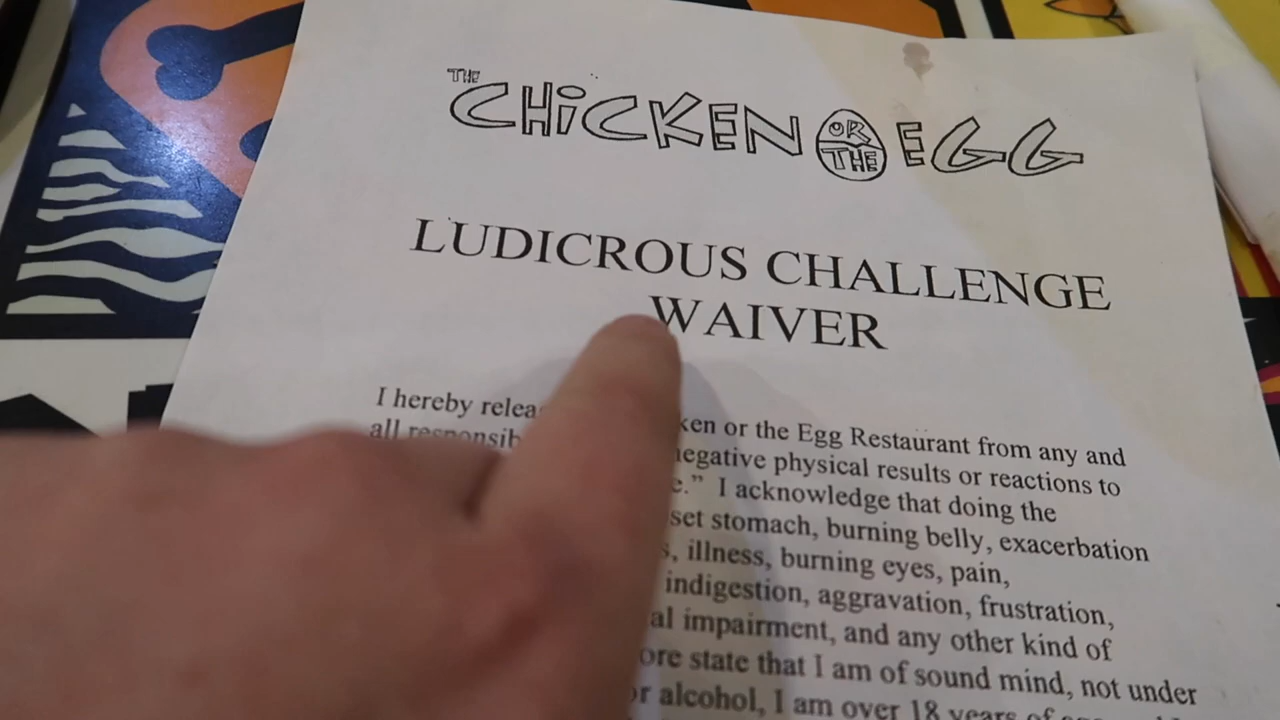 THE CHiCKEN OR THE EGG
LUDICROUS CHALLENGE
WAIVER
I hereby relea ken or the Egg Restaurant from any and
all responsib negative physical results or reactions to
e.” I acknowledge that doing the
set stomach, burning belly, exacerbation
s, illness, burning eyes, pain,
indigestion, aggravation, frustration,
al impairment, and any other kind of
ore state that I am of sound mind, not under
or alcohol, I am over 18 years of